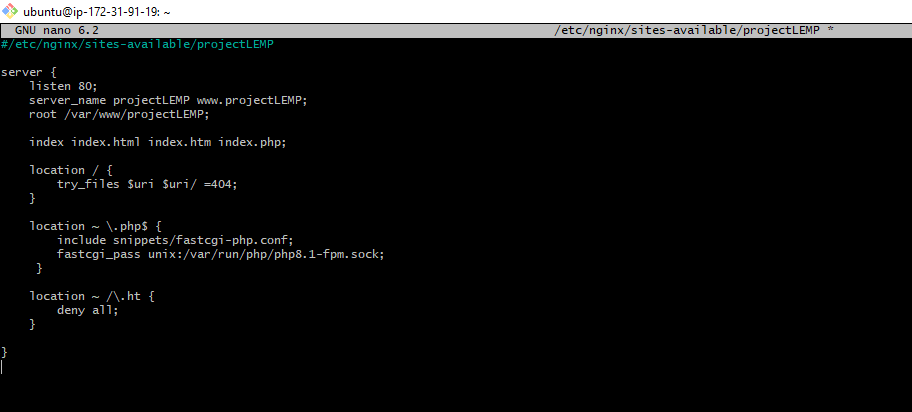 ubuntu@ip-172-31-91-19: ~
GNU nano 6.2 /etc/nginx/sites-available/projectLEMP *
#/etc/nginx/sites-available/projectLEMP
server {
listen 80;
server_name projectLEMP www.projectLEMP;
root /var/www/projectLEMP;
index index.html index.htm index.php;
location / {
try_files $uri $uri/ =404;
}
location ~ \.php$ {
include snippets/fastcgi-php.conf;
fastcgi_pass unix:/var/run/php/php8.1-fpm.sock;
}
location ~ /\.ht {
deny all;
}
}